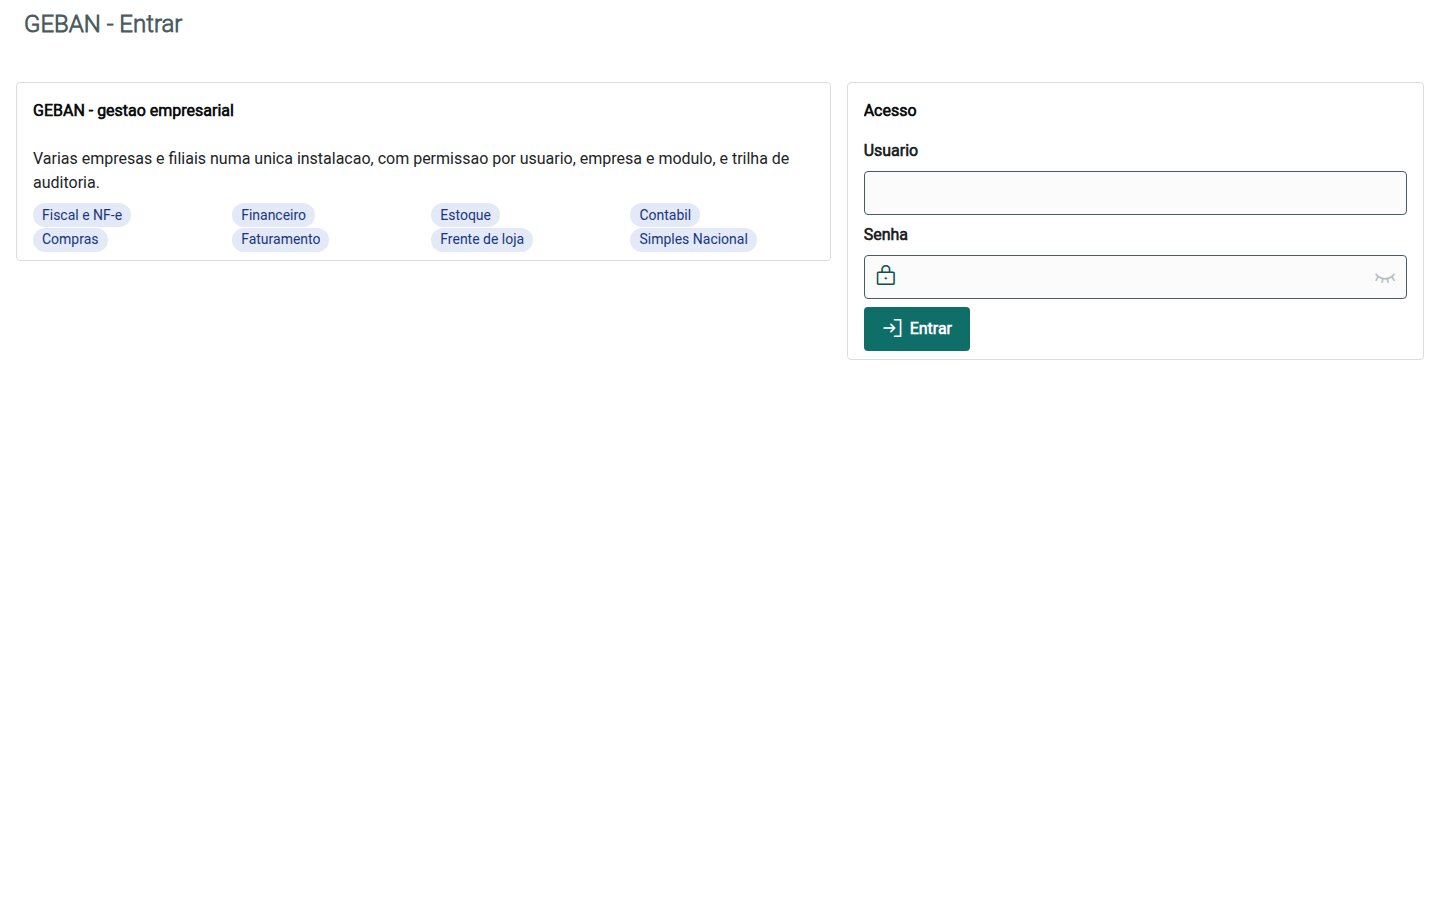 GEBAN - Entrar
GEBAN - gestao empresarial
Varias empresas e filiais numa unica instalacao, com permissao por usuario, empresa e modulo, e trilha de
auditoria.
Fiscal e NF-e
Financeiro
Estoque
Contabil
Compras
Faturamento
Frente de loja
Simples Nacional
Acesso
Usuario
Senha
Entrar